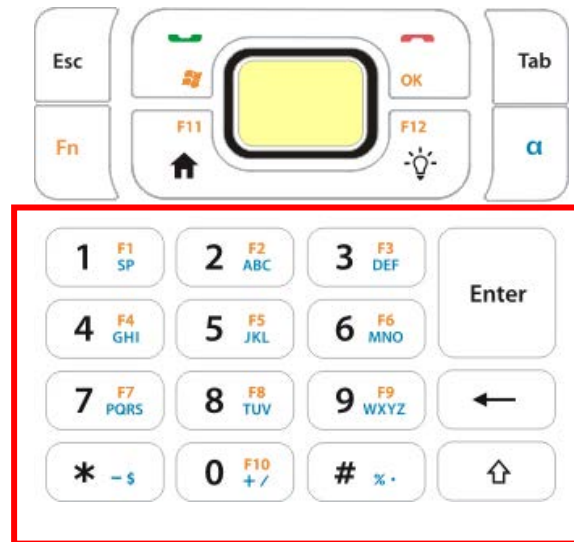 Esc
Tab
OK
Fn
F11
F12
α
1 F1 SP
2 F2 ABC
3 F3 DEF
Enter
4 F4 GHI
5 F5 JKL
6 F6 MNO
7 F7 PQRS
8 F8 TUV
9 F9 WXYZ
* - $
0 F10 + /
# % .